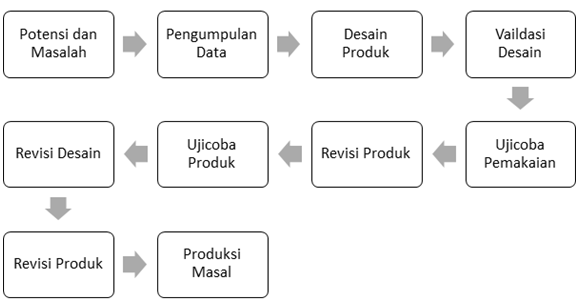 Potensi dan
Masalah
Pengumpulan
Data
Desain
Produk
Vaildasi
Desain
Ujicoba
Pemakaian
Revisi Produk
Ujicoba
Produk
Revisi Desain
Revisi Produk
Produksi
Masal